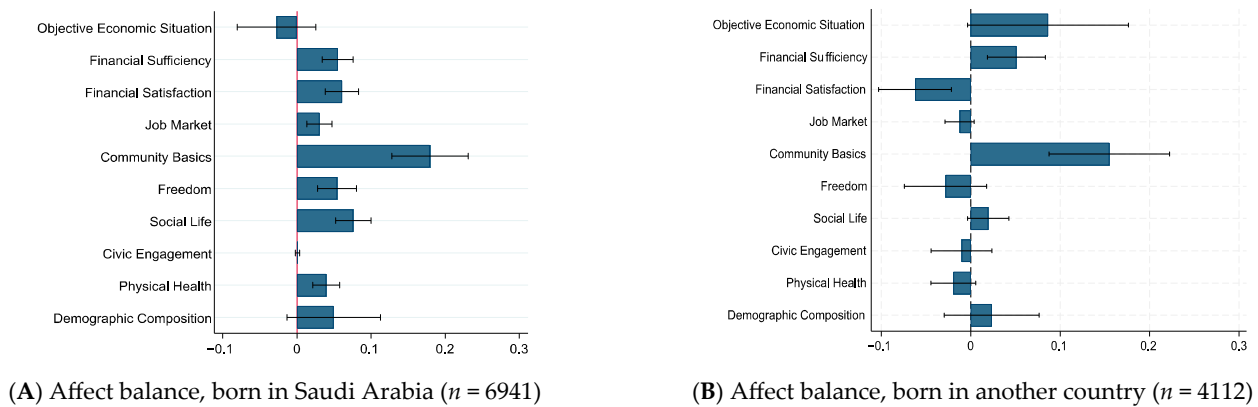 Objective Economic Situation
Financial Sufficiency
Financial Satisfaction
Job Market
Community Basics
Freedom
Social Life
Civic Engagement
Physical Health
Demographic Composition
−0.1 0 0.1 0.2 0.3
(A) Affect balance, born in Saudi Arabia (n = 6941)
Objective Economic Situation
Financial Sufficiency
Financial Satisfaction
Job Market
Community Basics
Freedom
Social Life
Civic Engagement
Physical Health
Demographic Composition
−0.1 0 0.1 0.2 0.3
(B) Affect balance, born in another country (n = 4112)